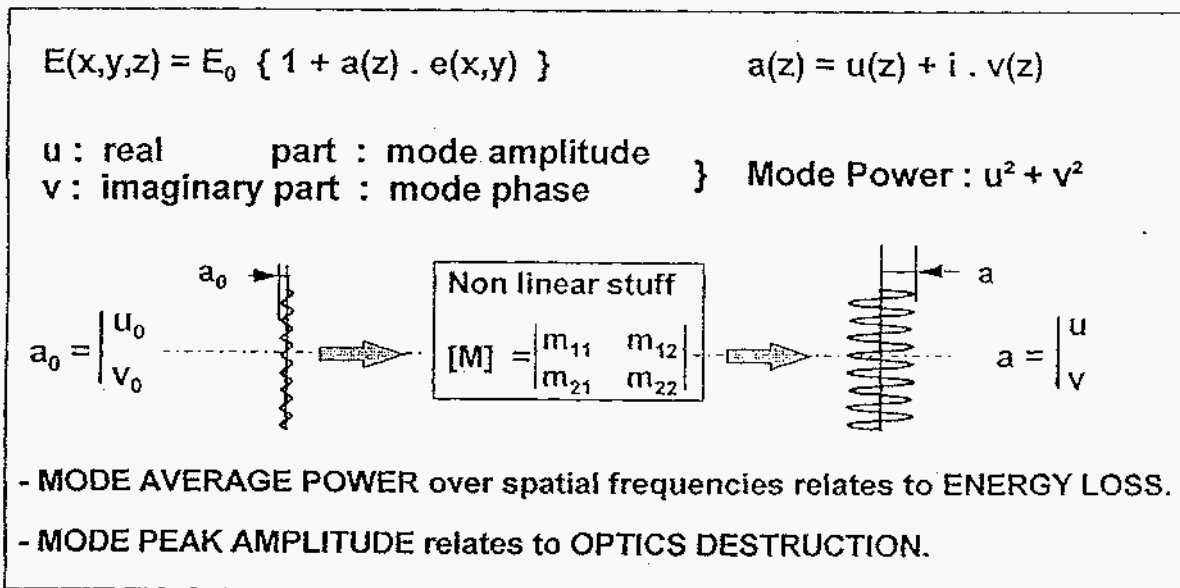 E(x,y,z) = E₀ { 1 + a(z) . e(x,y) } a(z) = u(z) + i . v(z)
u : real part : mode amplitude
v : imaginary part : mode phase
} Mode Power : u² + v²
a₀
a
Non linear stuff
a₀ = | u₀
v₀
[M] = | m₁₁ m₁₂ |
| m₂₁ m₂₂ |
a = | u
v
- MODE AVERAGE POWER over spatial frequencies relates to ENERGY LOSS.
- MODE PEAK AMPLITUDE relates to OPTICS DESTRUCTION.